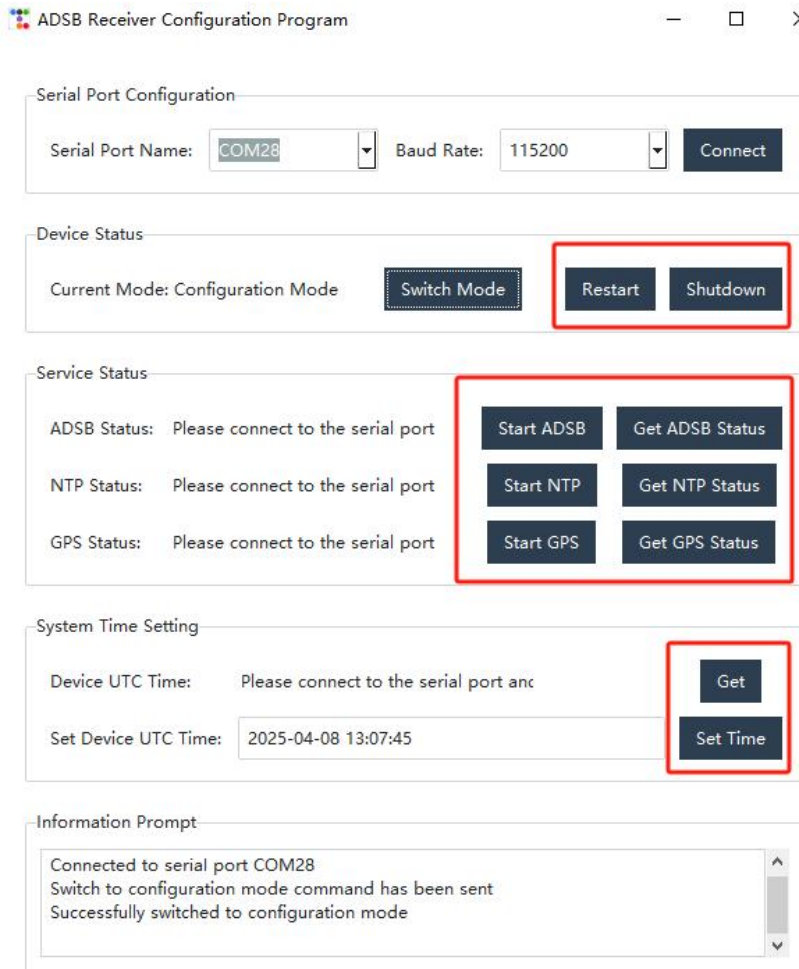 ADSB Receiver Configuration Program
Serial Port Configuration
Serial Port Name: COM28 Baud Rate: 115200 Connect
Device Status
Current Mode: Configuration Mode Switch Mode Restart Shutdown
Service Status
ADSB Status: Please connect to the serial port Start ADSB Get ADSB Status
NTP Status: Please connect to the serial port Start NTP Get NTP Status
GPS Status: Please connect to the serial port Start GPS Get GPS Status
System Time Setting
Device UTC Time: Please connect to the serial port and Get
Set Device UTC Time: 2025-04-08 13:07:45 Set Time
Information Prompt
Connected to serial port COM28
Switch to configuration mode command has been sent
Successfully switched to configuration mode